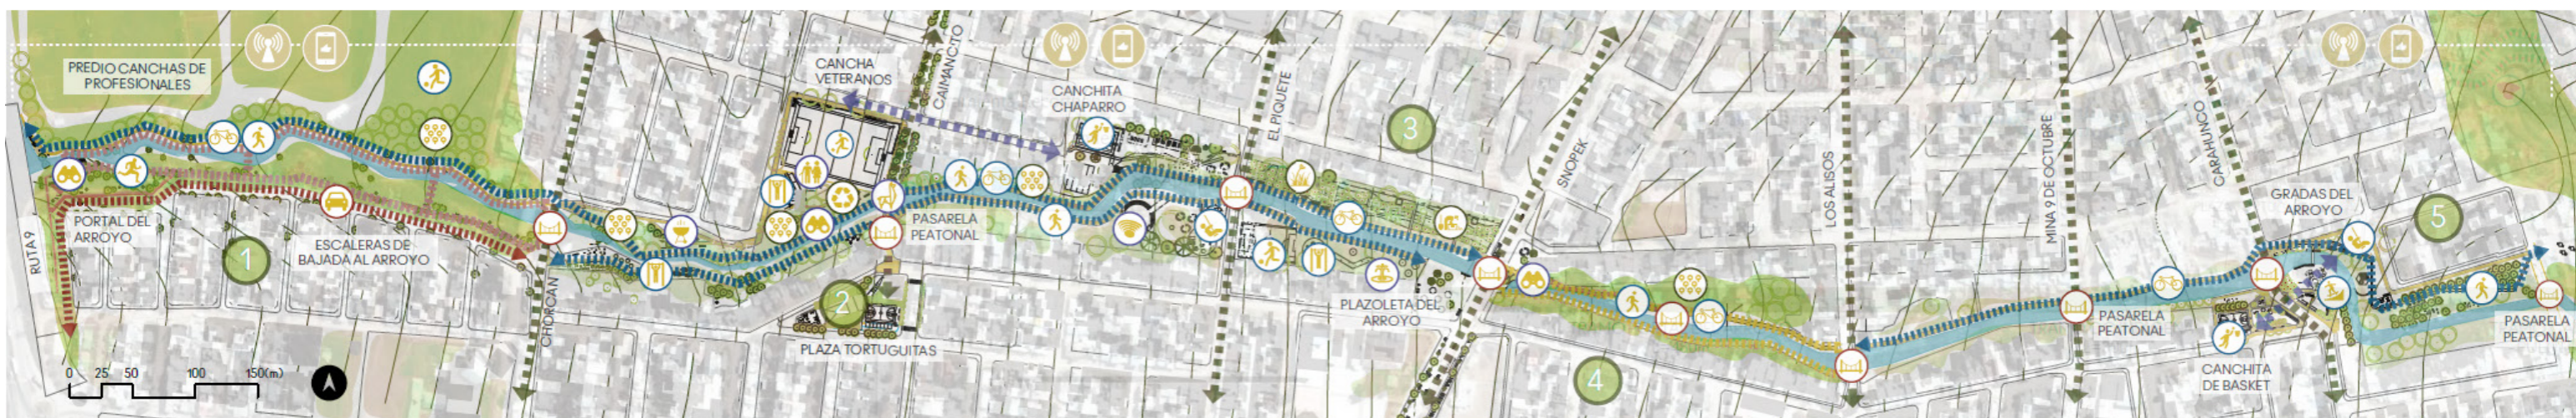 PREDIO CANCHAS DE
PROFESIONALES
CANCHA
VETERANOS
CAIMANCITO
CANCHITA
CHAPARRO
EL PIQUETE
3
SNOPEK
LOS ALISOS
MINA 9 DE OCTUBRE
CARAHUNCO
GRADAS DEL
ARROYO
5
RUTA 9
PORTAL DEL
ARROYO
1
ESCALERAS DE
BAJADA AL ARROYO
CHORCAN
PASARELA
PEATONAL
2
PLAZA TORTUGUITAS
PLAZOLETA DEL
ARROYO
4
PASARELA
PEATONAL
CANCHITA
DE BASKET
PASARELA
PEATONAL
0 25 50 100 150(m)